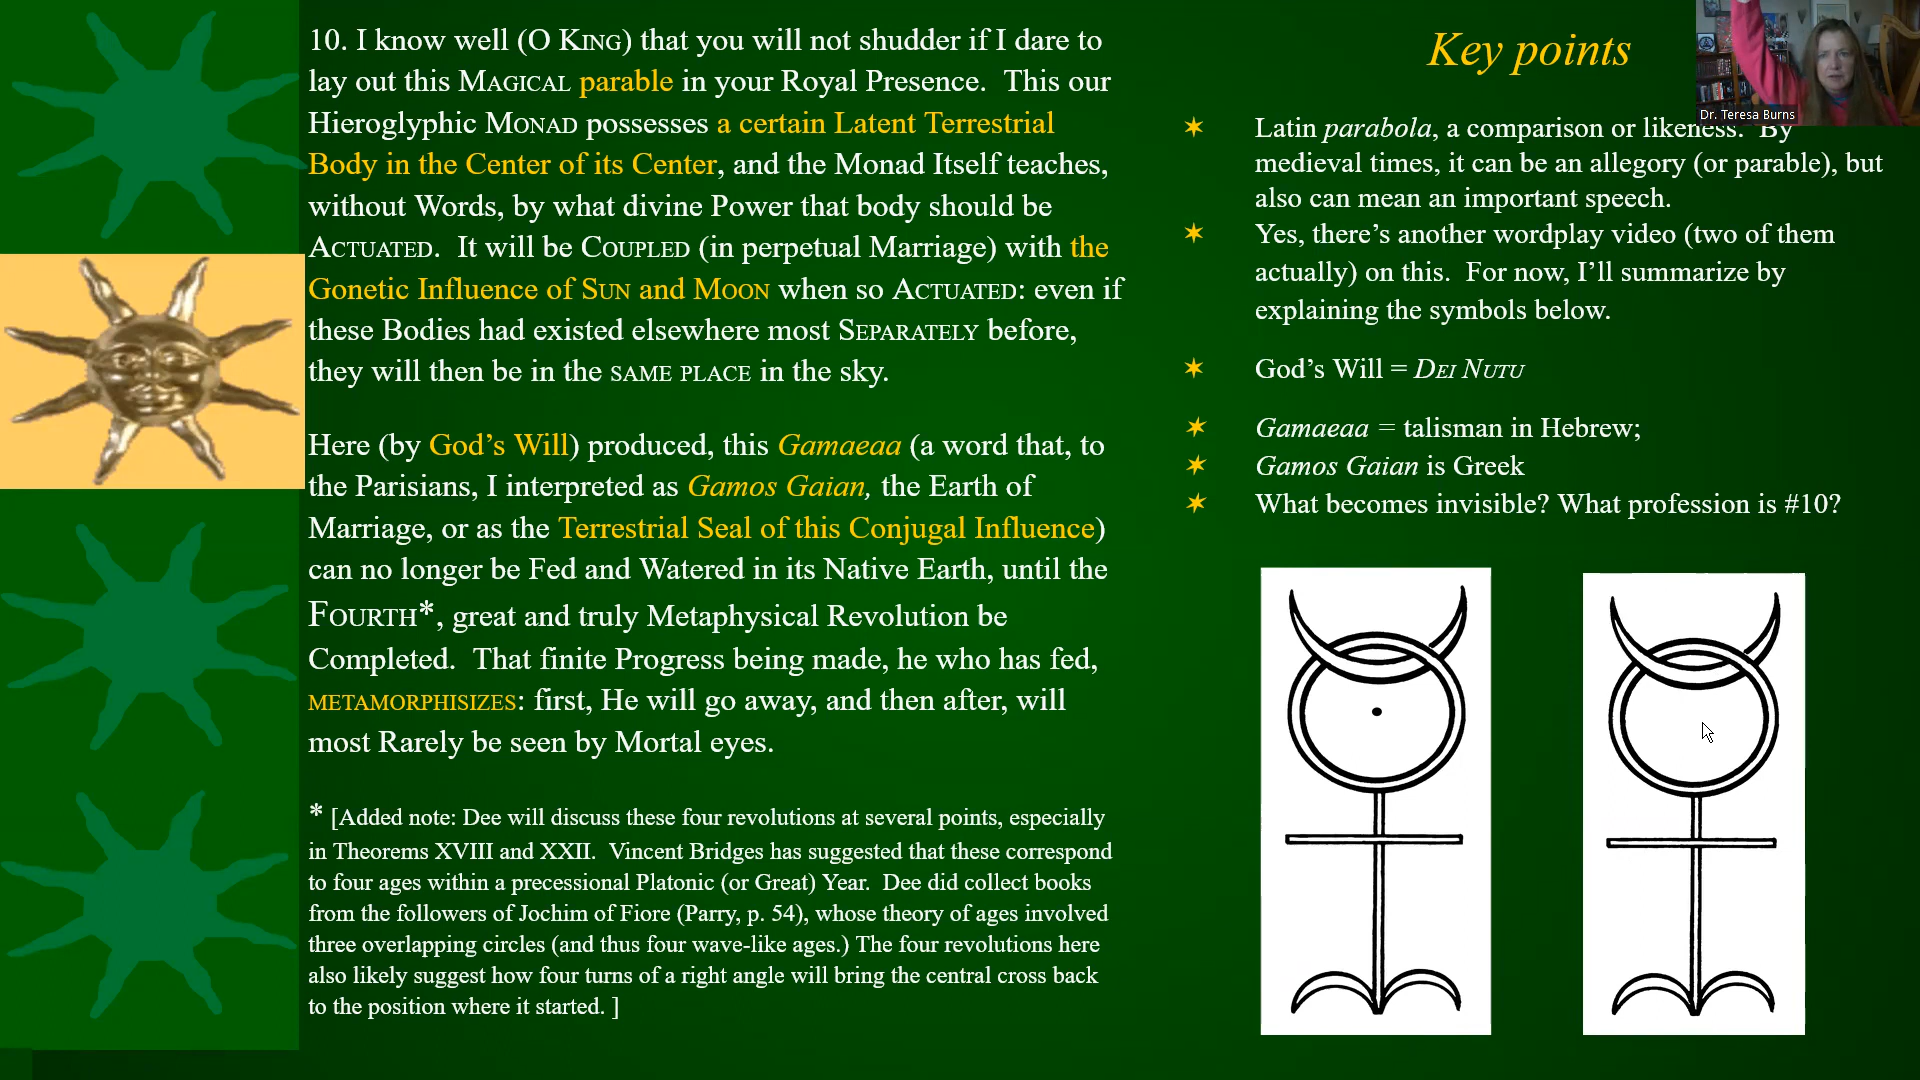 10. I know well (O KING) that you will not shudder if I dare to
lay out this MAGICAL parable in your Royal Presence.  This our
Hieroglyphic MONAD possesses a certain Latent Terrestrial
Body in the Center of its Center, and the Monad Itself teaches,
without Words, by what divine Power that body should be
ACTUATED.  It will be COUPLED (in perpetual Marriage) with the
Gonetic Influence of SUN and MOON when so ACTUATED: even if
these Bodies had existed elsewhere most SEPARATELY before,
they will then be in the SAME PLACE in the sky.
Here (by God's Will) produced, this Gamaeaa (a word that, to
the Parisians, I interpreted as Gamos Gaian, the Earth of
Marriage, or as the Terrestrial Seal of this Conjugal Influence)
can no longer be Fed and Watered in its Native Earth, until the
FOURTH*, great and truly Metaphysical Revolution be
Completed.  That finite Progress being made, he who has fed,
METAMORPHISIZES: first, He will go away, and then after, will
most Rarely be seen by Mortal eyes.
* [Added note: Dee will discuss these four revolutions at several points, especially
in Theorems XVIII and XXII.  Vincent Bridges has suggested that these correspond
to four ages within a precessional Platonic (or Great) Year.  Dee did collect books
from the followers of Jochim of Fiore (Parry, p. 54), whose theory of ages involved
three overlapping circles (and thus four wave-like ages.) The four revolutions here
also likely suggest how four turns of a right angle will bring the central cross back
to the position where it started. ]
Key points
Dr. Teresa Burns
Latin parabola, a comparison or likeness.  By
medieval times, it can be an allegory (or parable), but
also can mean an important speech.
Yes, there's another wordplay video (two of them
actually) on this.  For now, I'll summarize by
explaining the symbols below.
God's Will = DEI NUTU
Gamaeaa = talisman in Hebrew;
Gamos Gaian is Greek
What becomes invisible? What profession is #10?